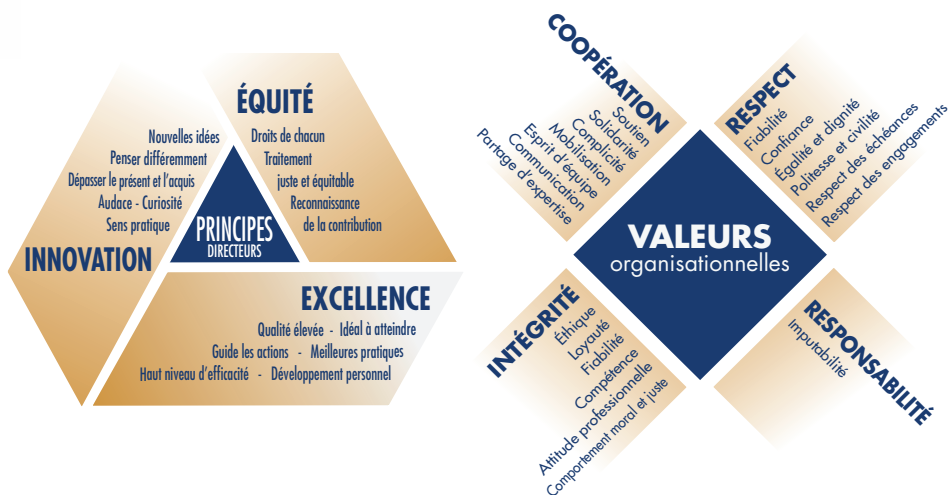 ÉQUITÉ
Droits de chacun
Traitement
juste et équitable
Reconnaissance
de la contribution
Nouvelles idées
Penser différemment
Dépasser le présent et l'acquis
Audace - Curiosité
Sens pratique
INNOVATION
PRINCIPES
DIRECTEURS
EXCELLENCE
Qualité élevée - Idéal à atteindre
Guide les actions - Meilleures pratiques
Haut niveau d'efficacité - Développement personnel
COOPÉRATION
Soutien
Solidarité
Complicité
Mobilisation
Esprit d'équipe
Communication
Partage d'expertise
RESPECT
Fiabilité
Confiance
Égalité et dignité
Politesse et civilité
Respect des échéances
Respect des engagements
VALEURS
organisationnelles
INTÉGRITÉ
Éthique
Loyauté
Fiabilité
Compétence
Attitude professionnelle
Comportement moral et juste
RESPONSABILITÉ
Imputabilité